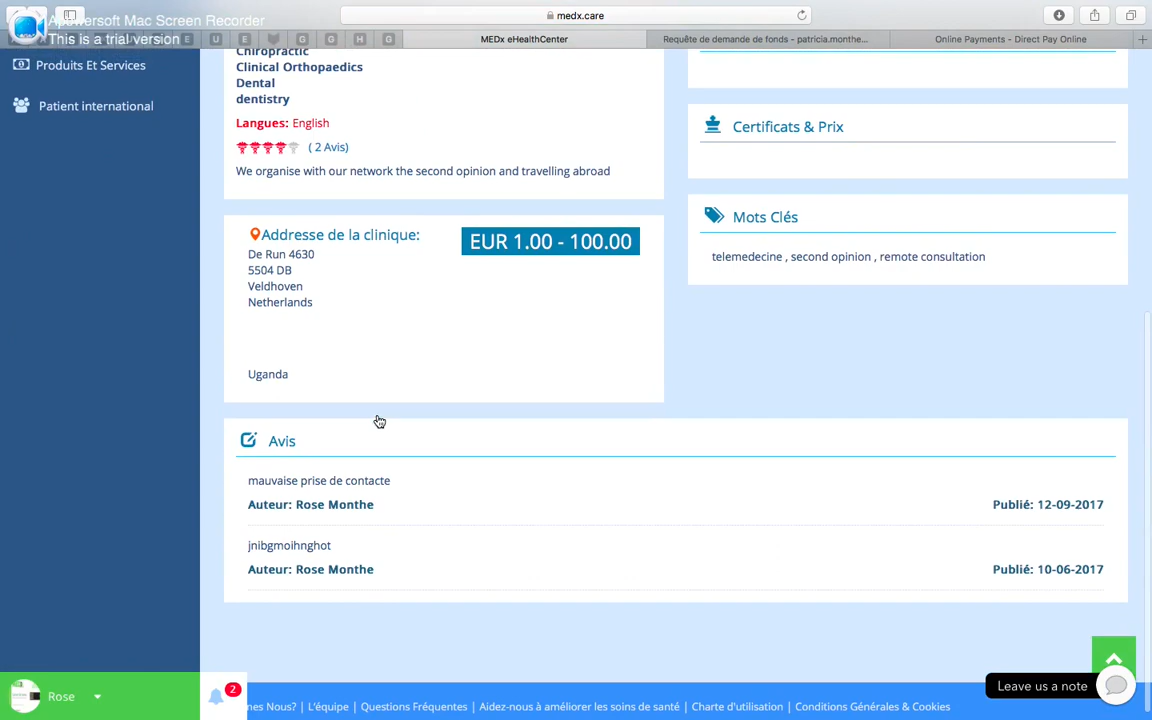 Apowersoft Mac Screen Recorder
This is a trial version
medx.care
E U E G G H G
MEDx eHealthCenter
Requête de demande de fonds - patricia.monthe...
Online Payments - Direct Pay Online
Produits Et Services
Patient international
Chiropractic
Clinical Orthopaedics
Dental
dentistry
Langues: English
( 2 Avis)
We organise with our network the second opinion and travelling abroad
Addresse de la clinique:
EUR 1.00 - 100.00
De Run 4630
5504 DB
Veldhoven
Netherlands
Uganda
Certificats & Prix
Mots Clés
telemedecine , second opinion , remote consultation
Avis
mauvaise prise de contacte
Auteur: Rose Monthe
Publié: 12-09-2017
jnibgmoihnghot
Auteur: Rose Monthe
Publié: 10-06-2017
Leave us a note
Rose
2
mes Nous? | L'équipe | Questions Fréquentes | Aidez-nous à améliorer les soins de santé | Charte d'utilisation | Conditions Générales & Cookies